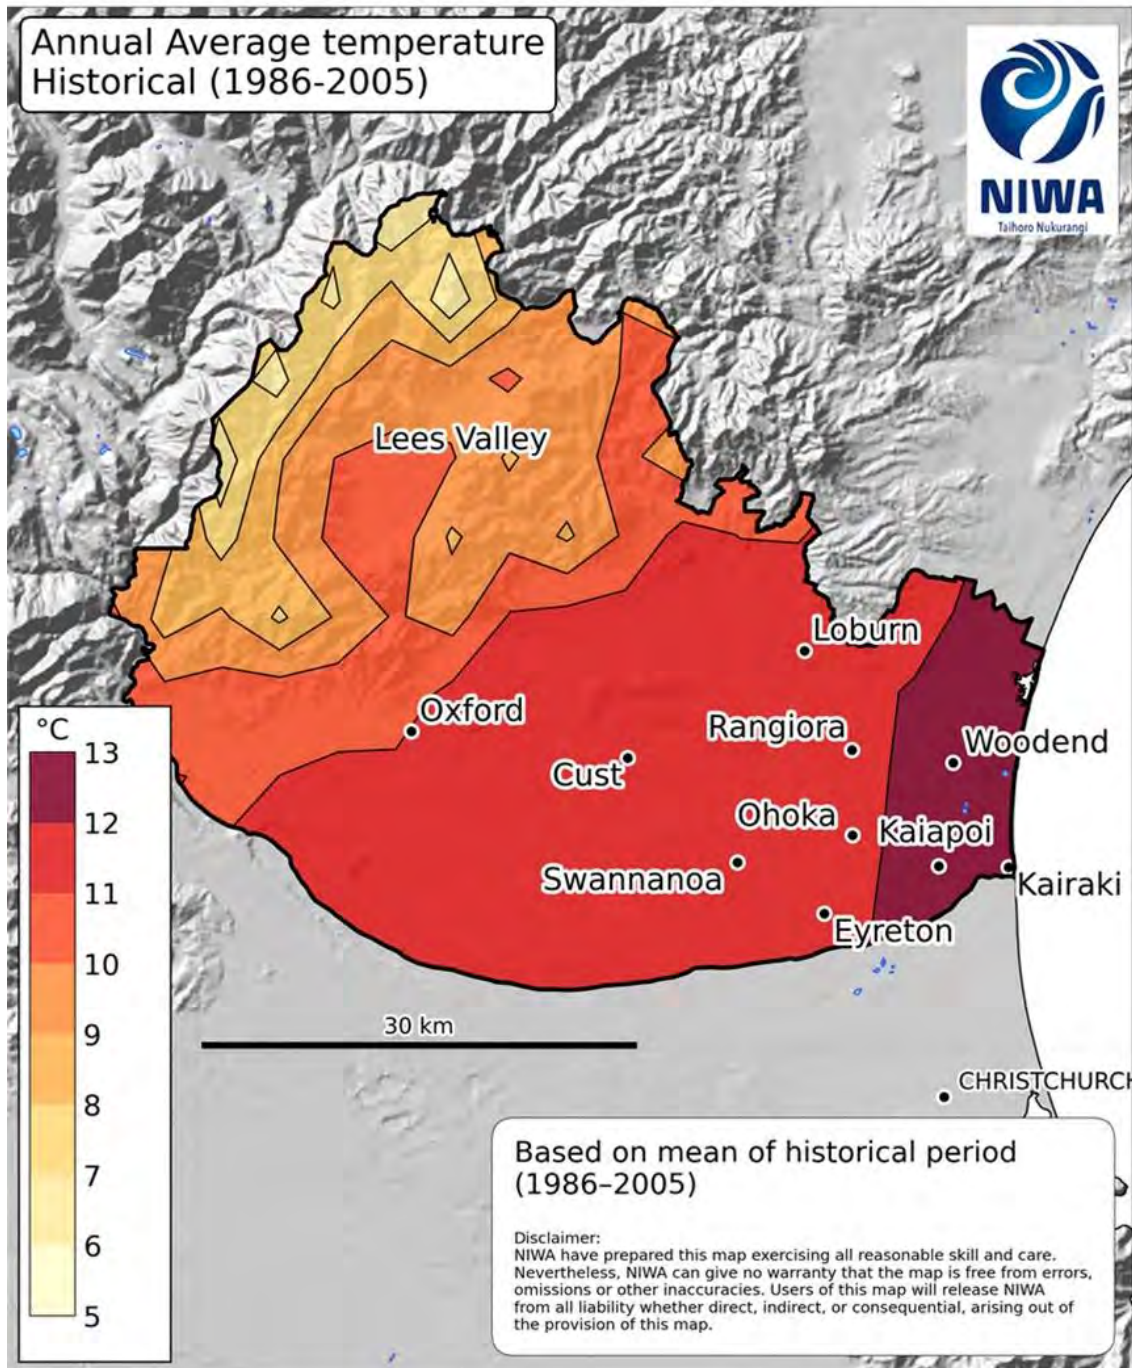 Annual Average temperature
Historical (1986-2005)
NIWA
Taihoro Nukurangi
Lees Valley
Loburn
Oxford
Rangiora
Woodend
Cust
Ohoka
Kaiapoi
Swannanoa
Kairaki
Eyreton
°C
13
12
11
10
9
8
7
6
5
30 km
CHRISTCHURCH
Based on mean of historical period
(1986–2005)
Disclaimer:
NIWA have prepared this map exercising all reasonable skill and care.
Nevertheless, NIWA can give no warranty that the map is free from errors,
omissions or other inaccuracies. Users of this map will release NIWA
from all liability whether direct, indirect, or consequential, arising out of
the provision of this map.